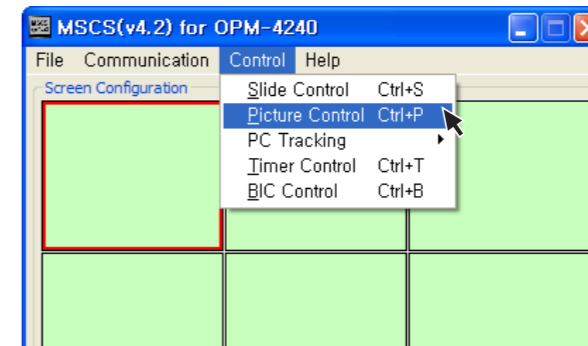 MSCS(v4.2) for OPM-4240
File Communication Control Help
Screen Configuration
Slide Control Ctrl+S
Picture Control Ctrl+P
PC Tracking
Timer Control Ctrl+T
BIC Control Ctrl+B